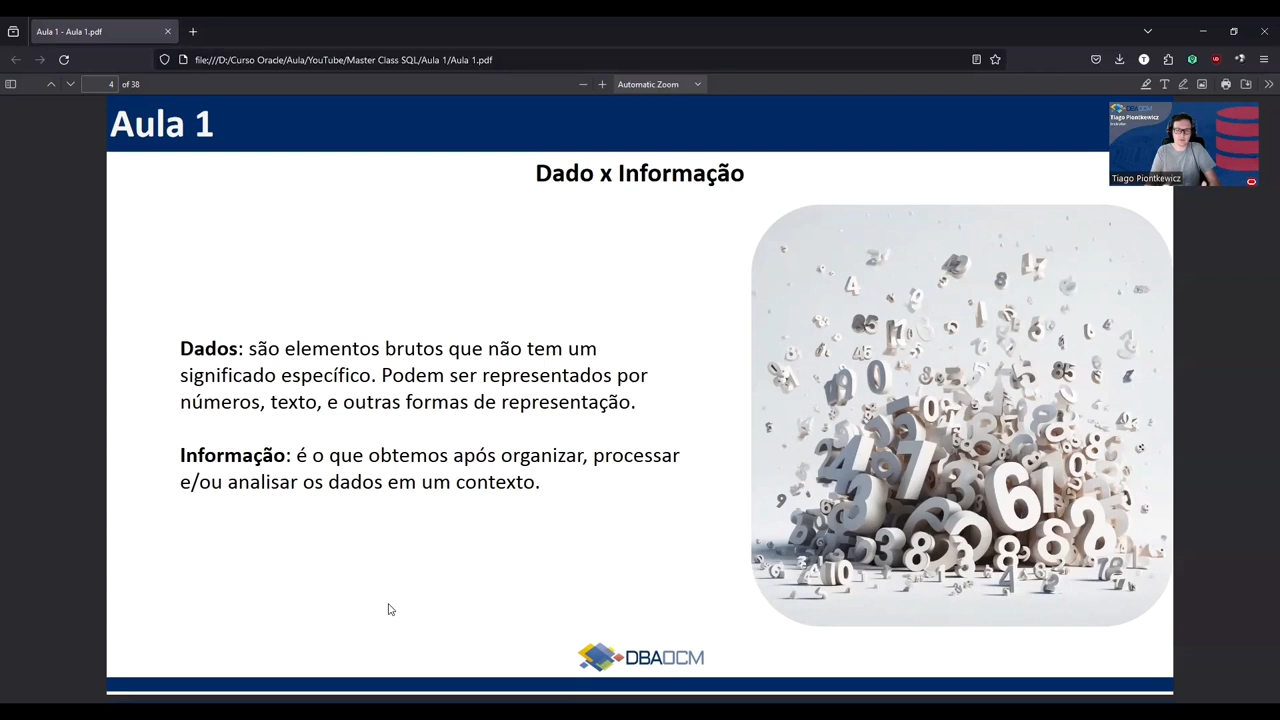 Aula 1 - Aula 1.pdf
file:///D:/Curso Oracle/Aula/YouTube/Master Class SQL/Aula 1/Aula 1.pdf
4 of 38
Automatic Zoom
Aula 1
Tiago Piontkewicz
Tiago Piontkewicz
Dado x Informação
Dados: são elementos brutos que não tem um
significado específico. Podem ser representados por
números, texto, e outras formas de representação.
Informação: é o que obtemos após organizar, processar
e/ou analisar os dados em um contexto.
DBAOCM